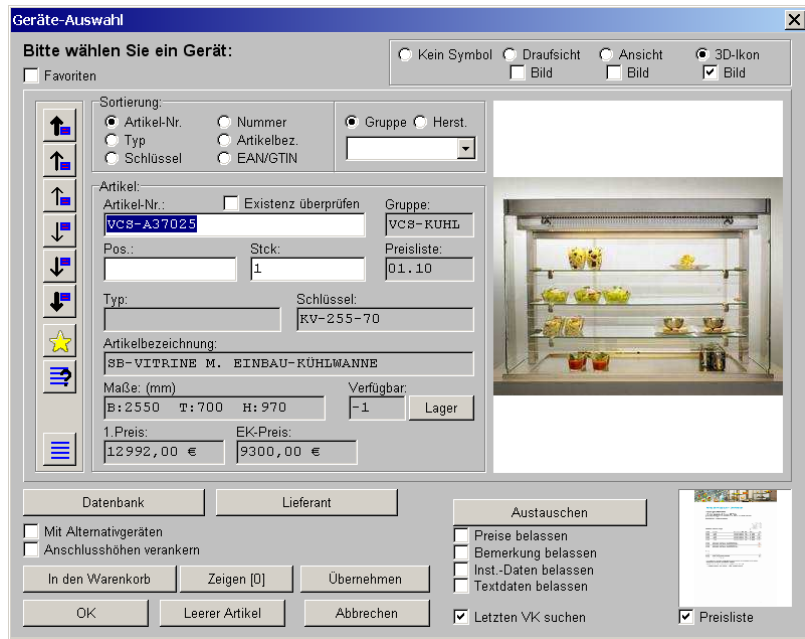 Geräte-Auswahl
Bitte wählen Sie ein Gerät:
Favoriten
Kein Symbol Draufsicht Ansicht 3D-Ikon
Bild Bild Bild
Sortierung:
Artikel-Nr. Nummer
Typ Artikelbez.
Schlüssel EAN/GTIN
Gruppe Herst.
Artikel:
Artikel-Nr.: Existenz überprüfen Gruppe:
VCS-A37025 VCS-KUHL
Pos.: Stck: Preisliste:
1 01.10
Typ: Schlüssel:
KV-255-70
Artikelbezeichnung:
SB-VITRINE M. EINBAU-KÜHLWANNE
Maße: (mm) Verfügbar:
B:2550 T:700 H:970 -1 Lager
1.Preis: EK-Preis:
12992,00 € 9300,00 €
Datenbank Lieferant
Mit Alternativgeräten
Anschlusshöhen verankern
In den Warenkorb Zeigen [0] Übernehmen
OK Leerer Artikel Abbrechen
Austauschen
Preise belassen
Bemerkung belassen
Inst.-Daten belassen
Textdaten belassen
Letzten VK suchen Preisliste